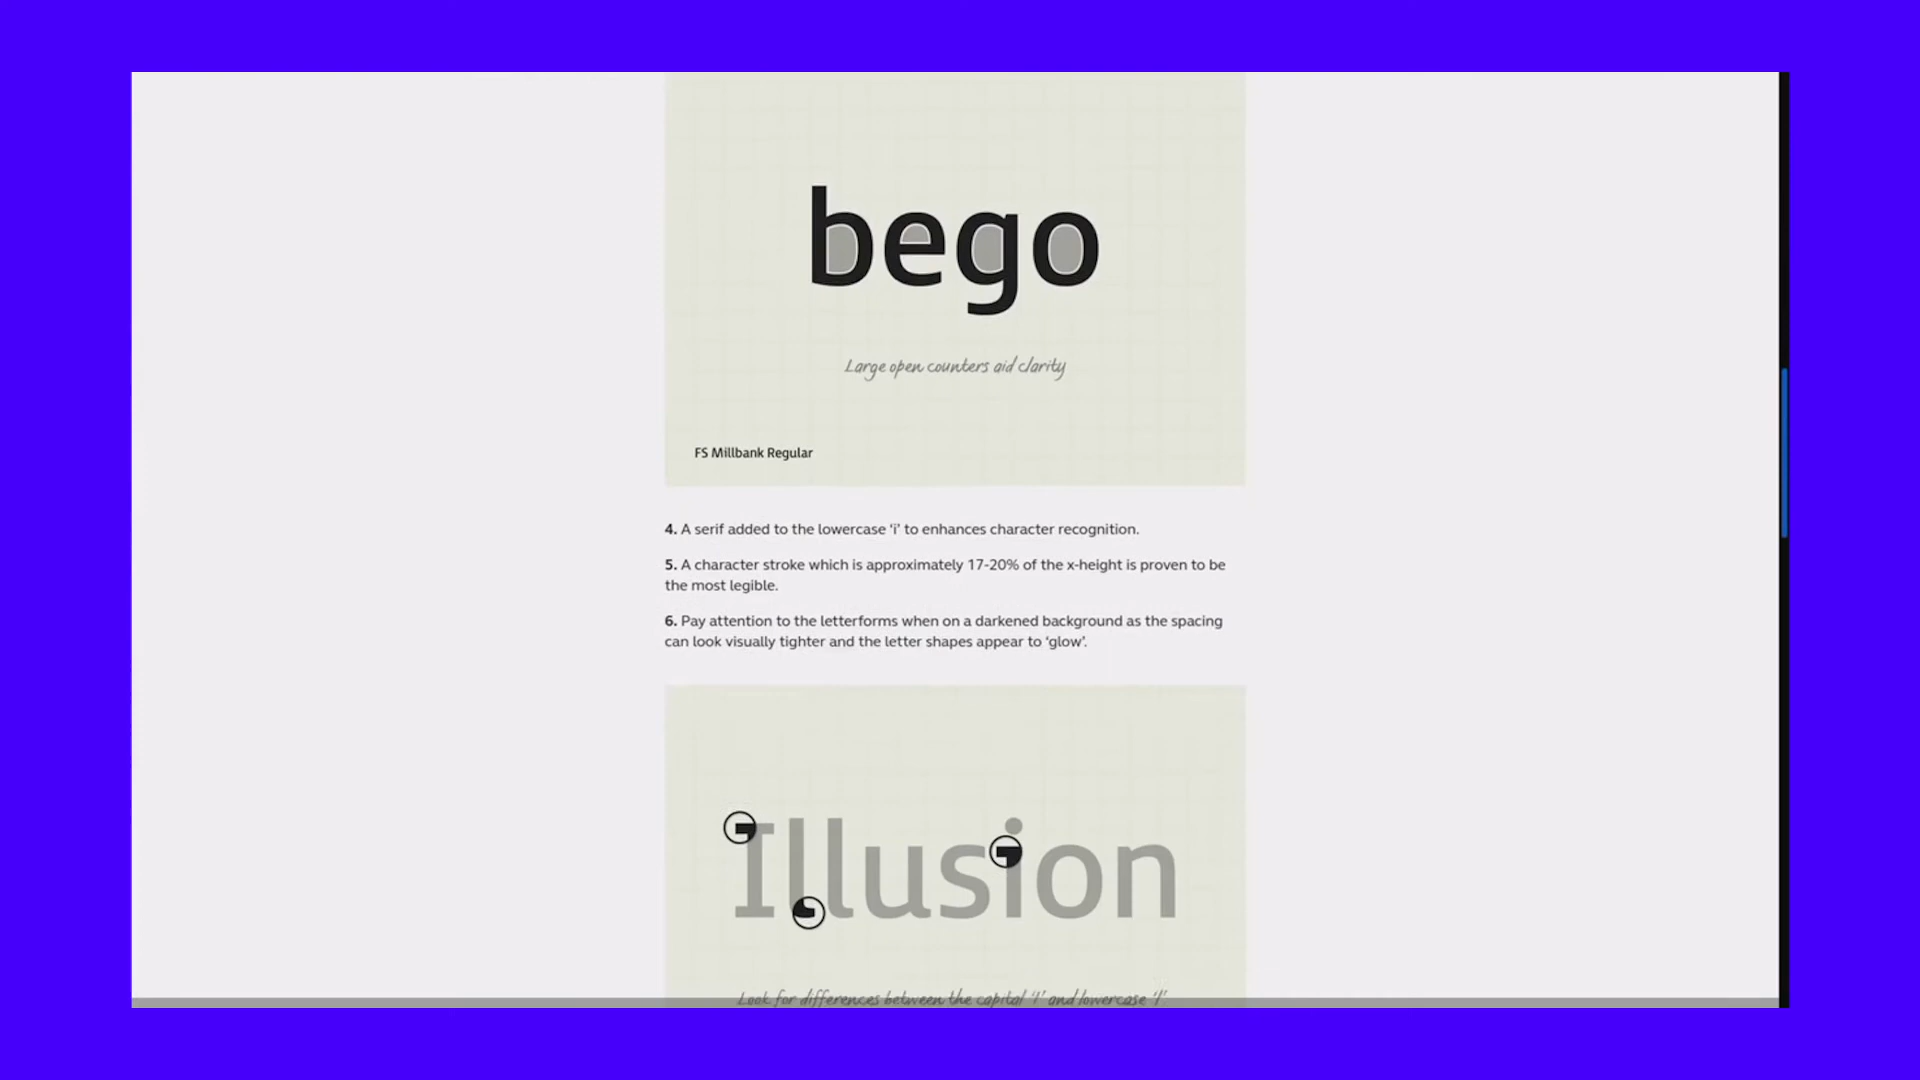 bego
Large open counters aid clarity
FS Millbank Regular
4. A serif added to the lowercase ‘i’ to enhances character recognition.
5. A character stroke which is approximately 17-20% of the x-height is proven to be
the most legible.
6. Pay attention to the letterforms when on a darkened background as the spacing
can look visually tighter and the letter shapes appear to ‘glow’.
Illusion
Look for differences between the capital ‘I’ and lowercase ‘l’.